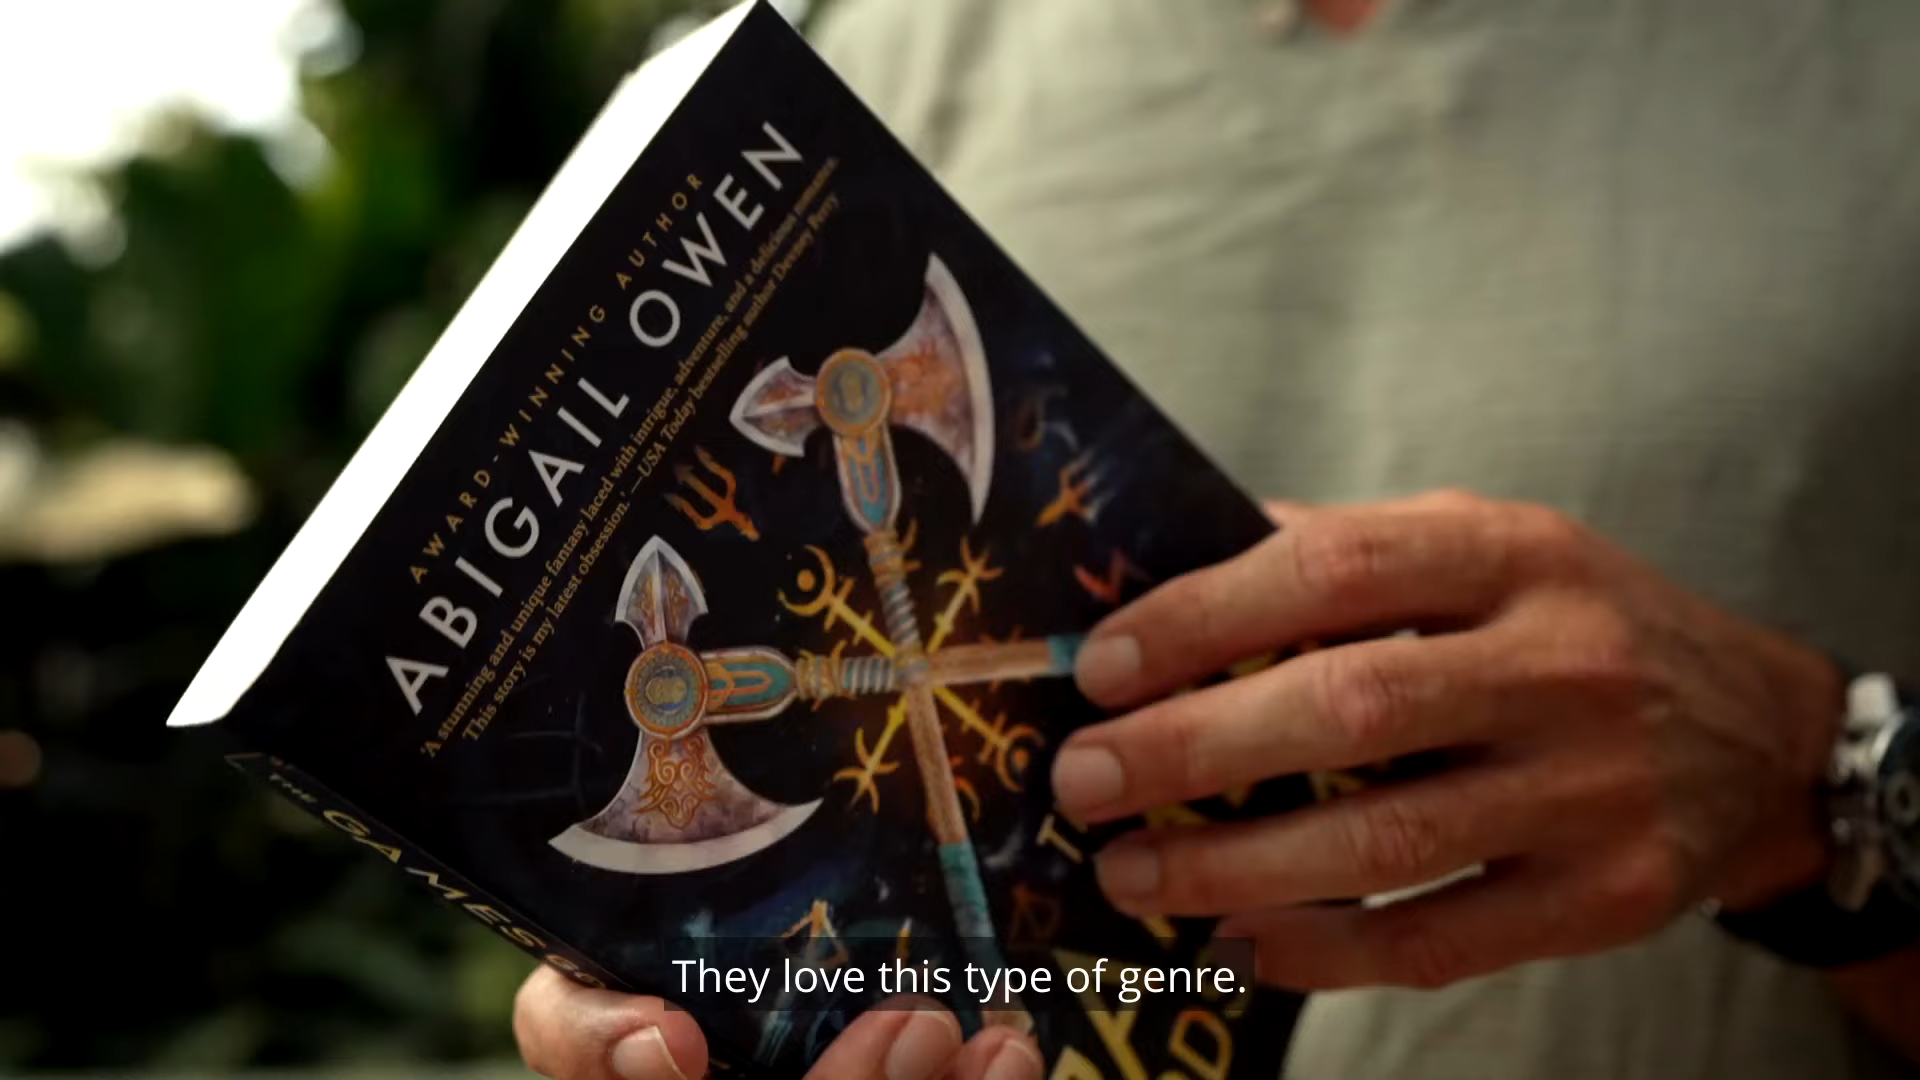 AWARD-WINNING AUTHOR
ABIGAIL OWEN
'A stunning and unique fantasy laced with intrigue, adventure, and a delicious romance.
This story is my latest obsession.' —USA Today bestselling author Devney Perry
THE GAMES GO
They love this type of genre.